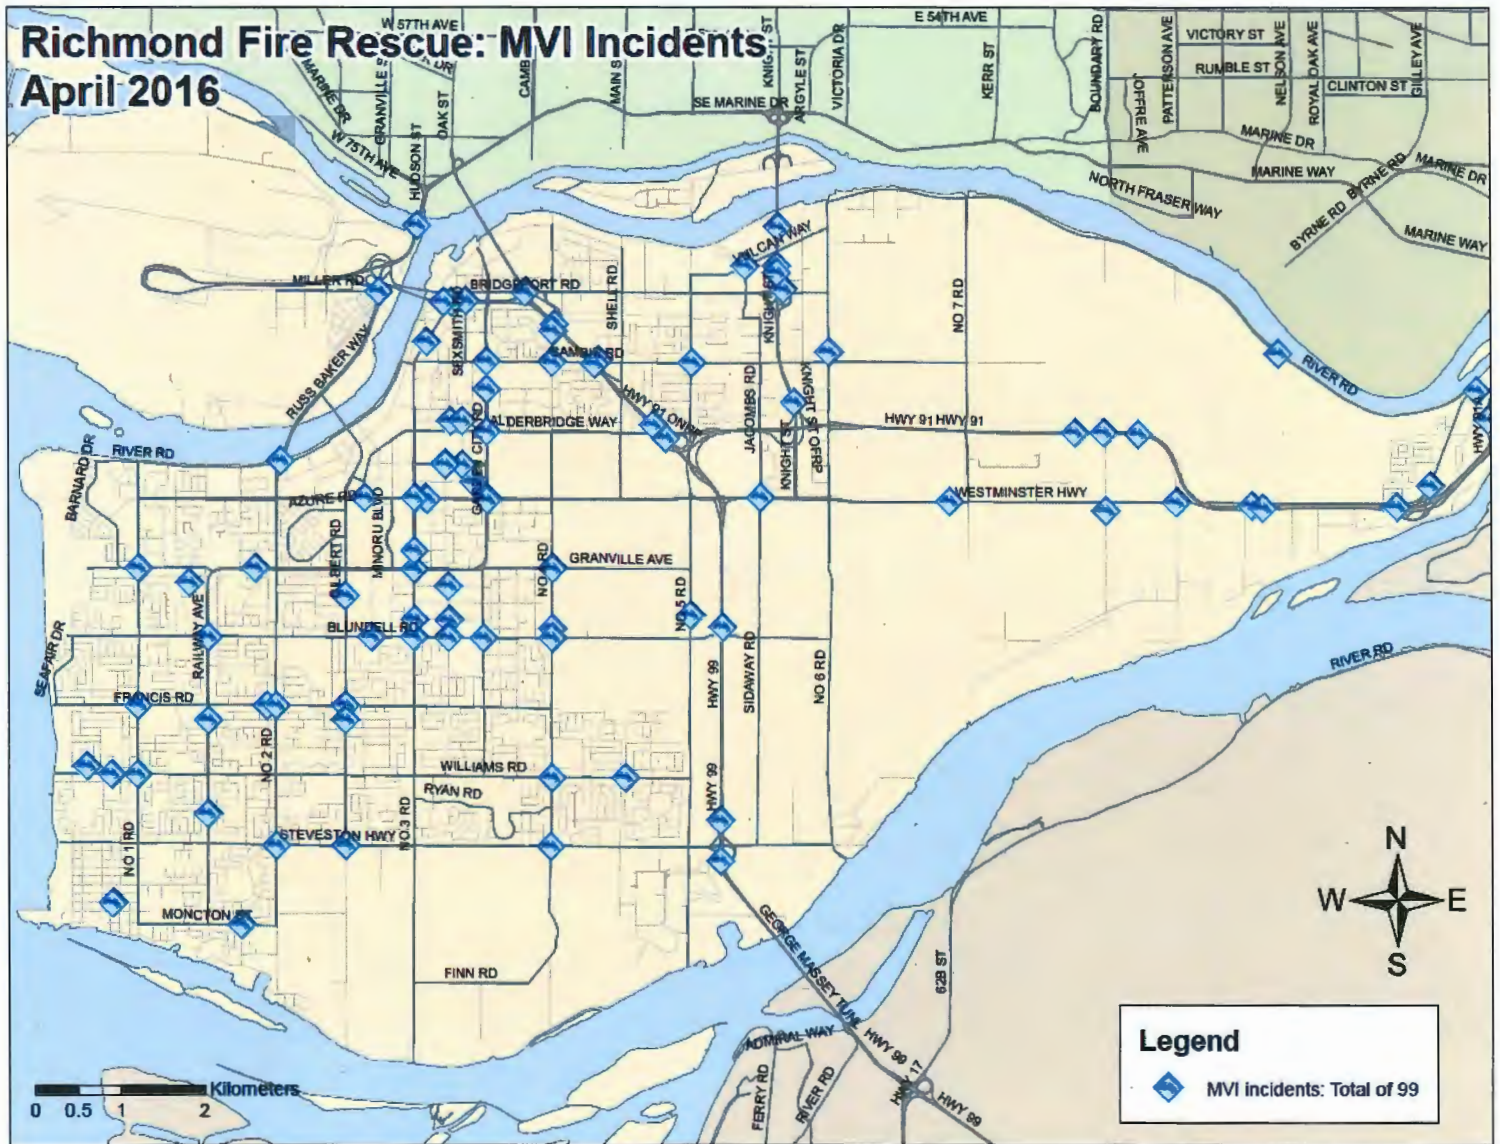 Richmond Fire Rescue: MVI Incidents
April 2016
W 57TH AVE
E 54TH AVE
MARINE DR
GRANVILLE S
OAK ST
CAMB
MAIN S
KNIGHT ST
ARGYLE ST
VICTORIA DR
KERR ST
BOUNDARY RD
JOFFRE AVE
PATTERSON AVE
VICTORY ST
RUMBLE ST
NELSON AVE
ROYAL OAK AVE
CLINTON ST
GILLEY AVE
SE MARINE DR
W 75TH AVE
HUDSON ST
MARINE DR
MARINE WAY
BYRNE RD
MARINE DR
NORTH FRASER WAY
BYRNE RD
MARINE WAY
MILLER RD
BRIDGEPORT RD
SHELL RD
SEXSMITH RD
KNIGHT ST
NO 7 RD
CAMBIE RD
RUSS BAKER WAY
HWY 91 ON
JACOBBS RD
KNIGHT ST
KNIGHT ST OFFRP
ALDERBRIDGE WAY
HWY 91 HWY 91
RIVER RD
HWY 91A
RIVER RD
BARNARD DR
AZURE RD
MINORU BLVD
GILBERT RD
WESTMINSTER HWY
GRANVILLE AVE
NO 4 RD
NO 5 RD
SEAFAIR DR
RAILWAY AVE
BLUNDELL RD
HWY 99
SIDAWAY RD
NO 6 RD
RIVER RD
FRANCIS RD
NO 2 RD
WILLIAMS RD
RYAN RD
HWY 99
NO 1 RD
NO 3 RD
STEVESTON HWY
MONCTON ST
FINN RD
GEORGE MASSEY TUNL
62B ST
ADMIRAL WAY
HWY 99
HWY 17
FERRY RD
RIVER RD
HWY 99
N
W E
S
Legend
MVI incidents: Total of 99
Kilometers
0 0.5 1 2